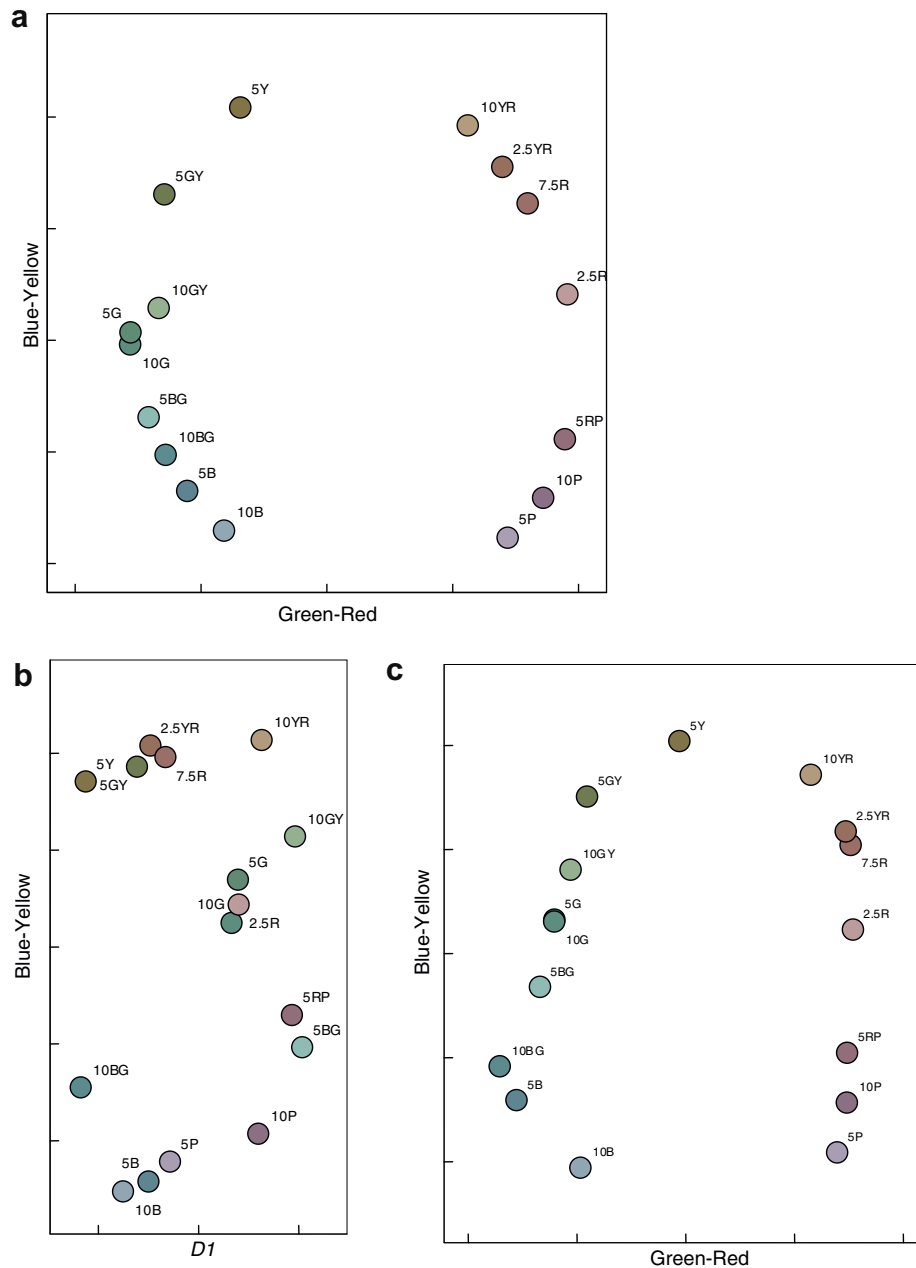 a
5Y
10YR
2.5YR
5GY
7.5R
2.5R
10GY
5G
10G
5BG
5RP
10BG
5B
10P
10B
5P
Blue-Yellow
Green-Red
b
2.5YR
10YR
5Y
5GY
7.5R
10GY
5G
10G
2.5R
5RP
5BG
10BG
10P
5P
5B
10B
Blue-Yellow
D1
c
5Y
10YR
5GY
2.5YR
7.5R
10GY
5G
2.5R
10G
5BG
5RP
10BG
5B
10P
5P
10B
Blue-Yellow
Green-Red